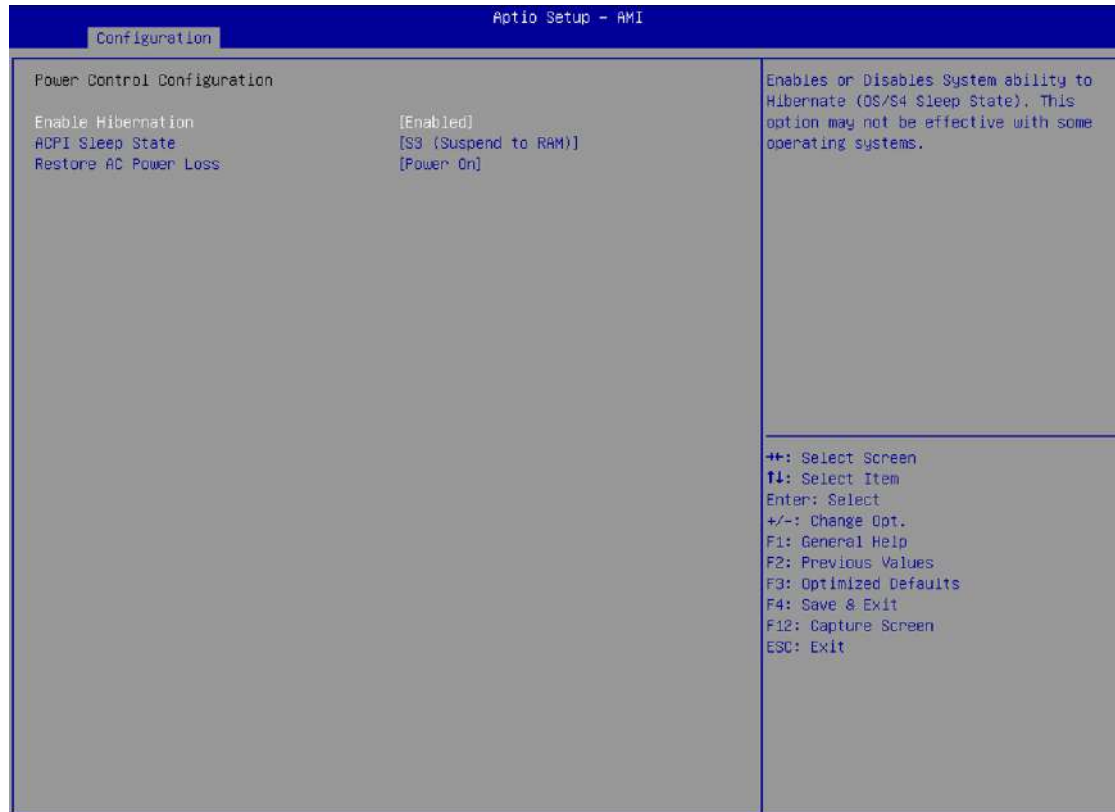 Aptio Setup - AMI
Configuration
Power Control Configuration
Enable Hibernation [Enabled]
ACPI Sleep State [S3 (Suspend to RAM)]
Restore AC Power Loss [Power On]
Enables or Disables System ability to
Hibernate (OS/S4 Sleep State). This
option may not be effective with some
operating systems.
→←: Select Screen
↑↓: Select Item
Enter: Select
+/-: Change Opt.
F1: General Help
F2: Previous Values
F3: Optimized Defaults
F4: Save & Exit
F12: Capture Screen
ESC: Exit